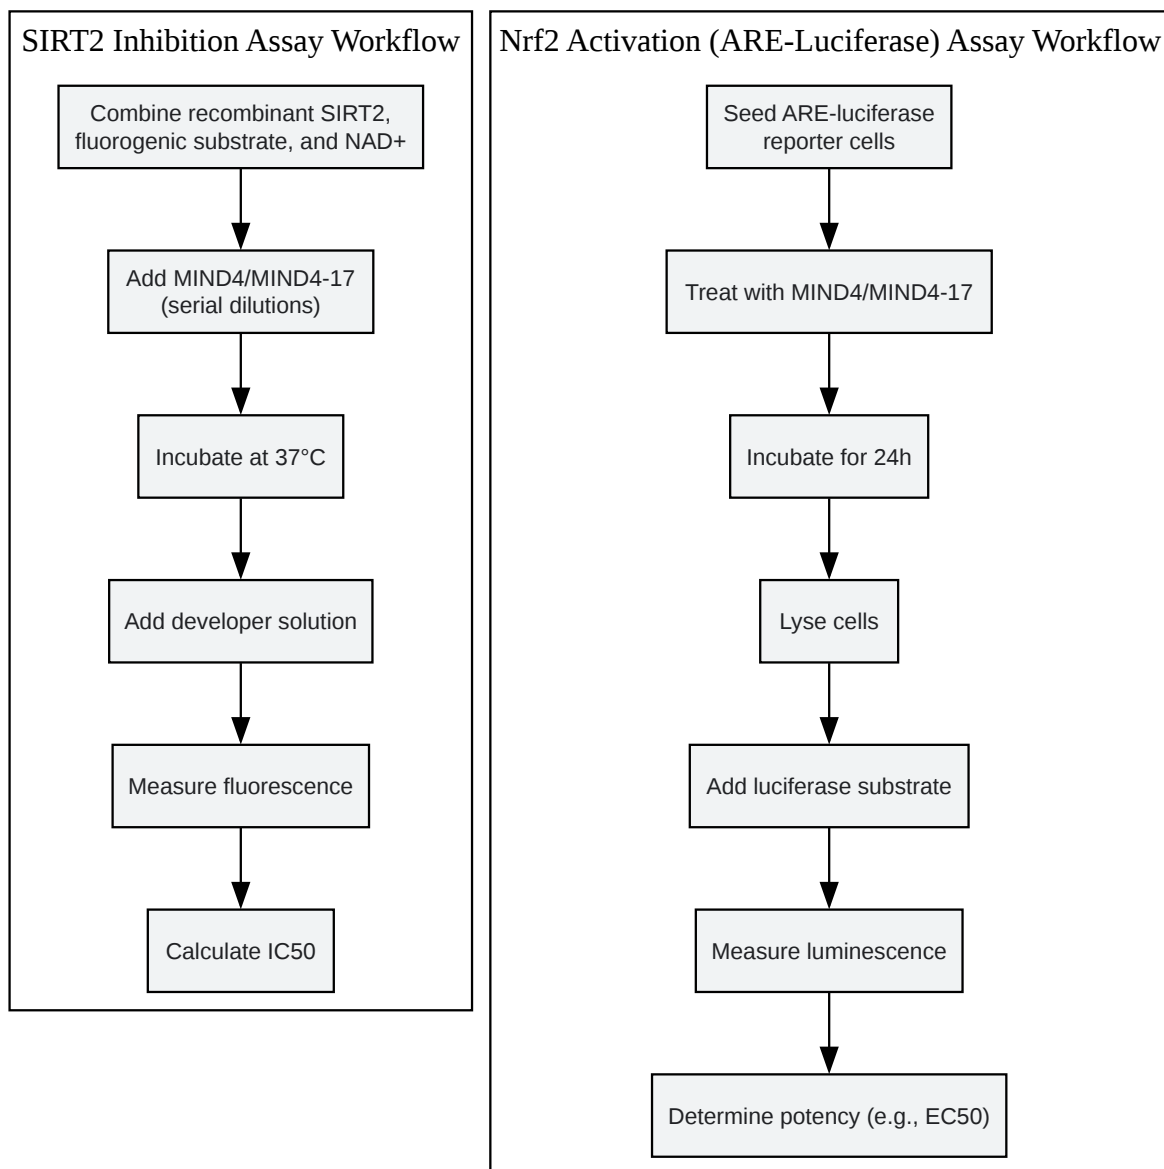 SIRT2 Inhibition Assay Workflow
Combine recombinant SIRT2,
fluorogenic substrate, and NAD+
Add MIND4/MIND4-17
(serial dilutions)
Incubate at 37°C
Add developer solution
Measure fluorescence
Calculate IC50
Nrf2 Activation (ARE-Luciferase) Assay Workflow
Seed ARE-luciferase
reporter cells
Treat with MIND4/MIND4-17
Incubate for 24h
Lyse cells
Add luciferase substrate
Measure luminescence
Determine potency (e.g., EC50)